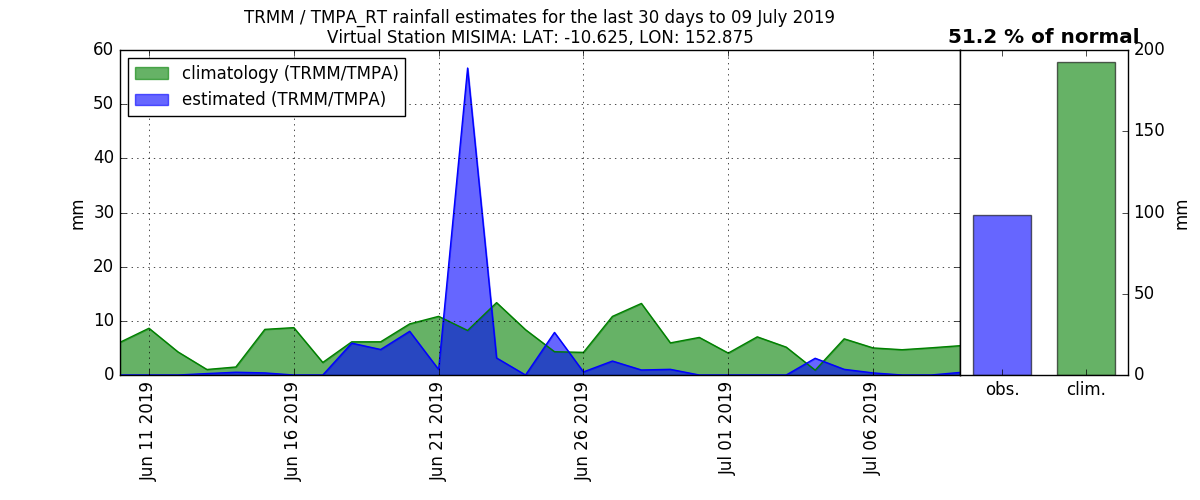 TRMM / TMPA_RT rainfall estimates for the last 30 days to 09 July 2019
Virtual Station MISIMA: LAT: -10.625, LON: 152.875
51.2 % of normal
climatology (TRMM/TMPA)
estimated (TRMM/TMPA)
mm
60
50
40
30
20
10
0
Jun 11 2019
Jun 16 2019
Jun 21 2019
Jun 26 2019
Jul 01 2019
Jul 06 2019
200
150
100
50
0
mm
obs.
clim.